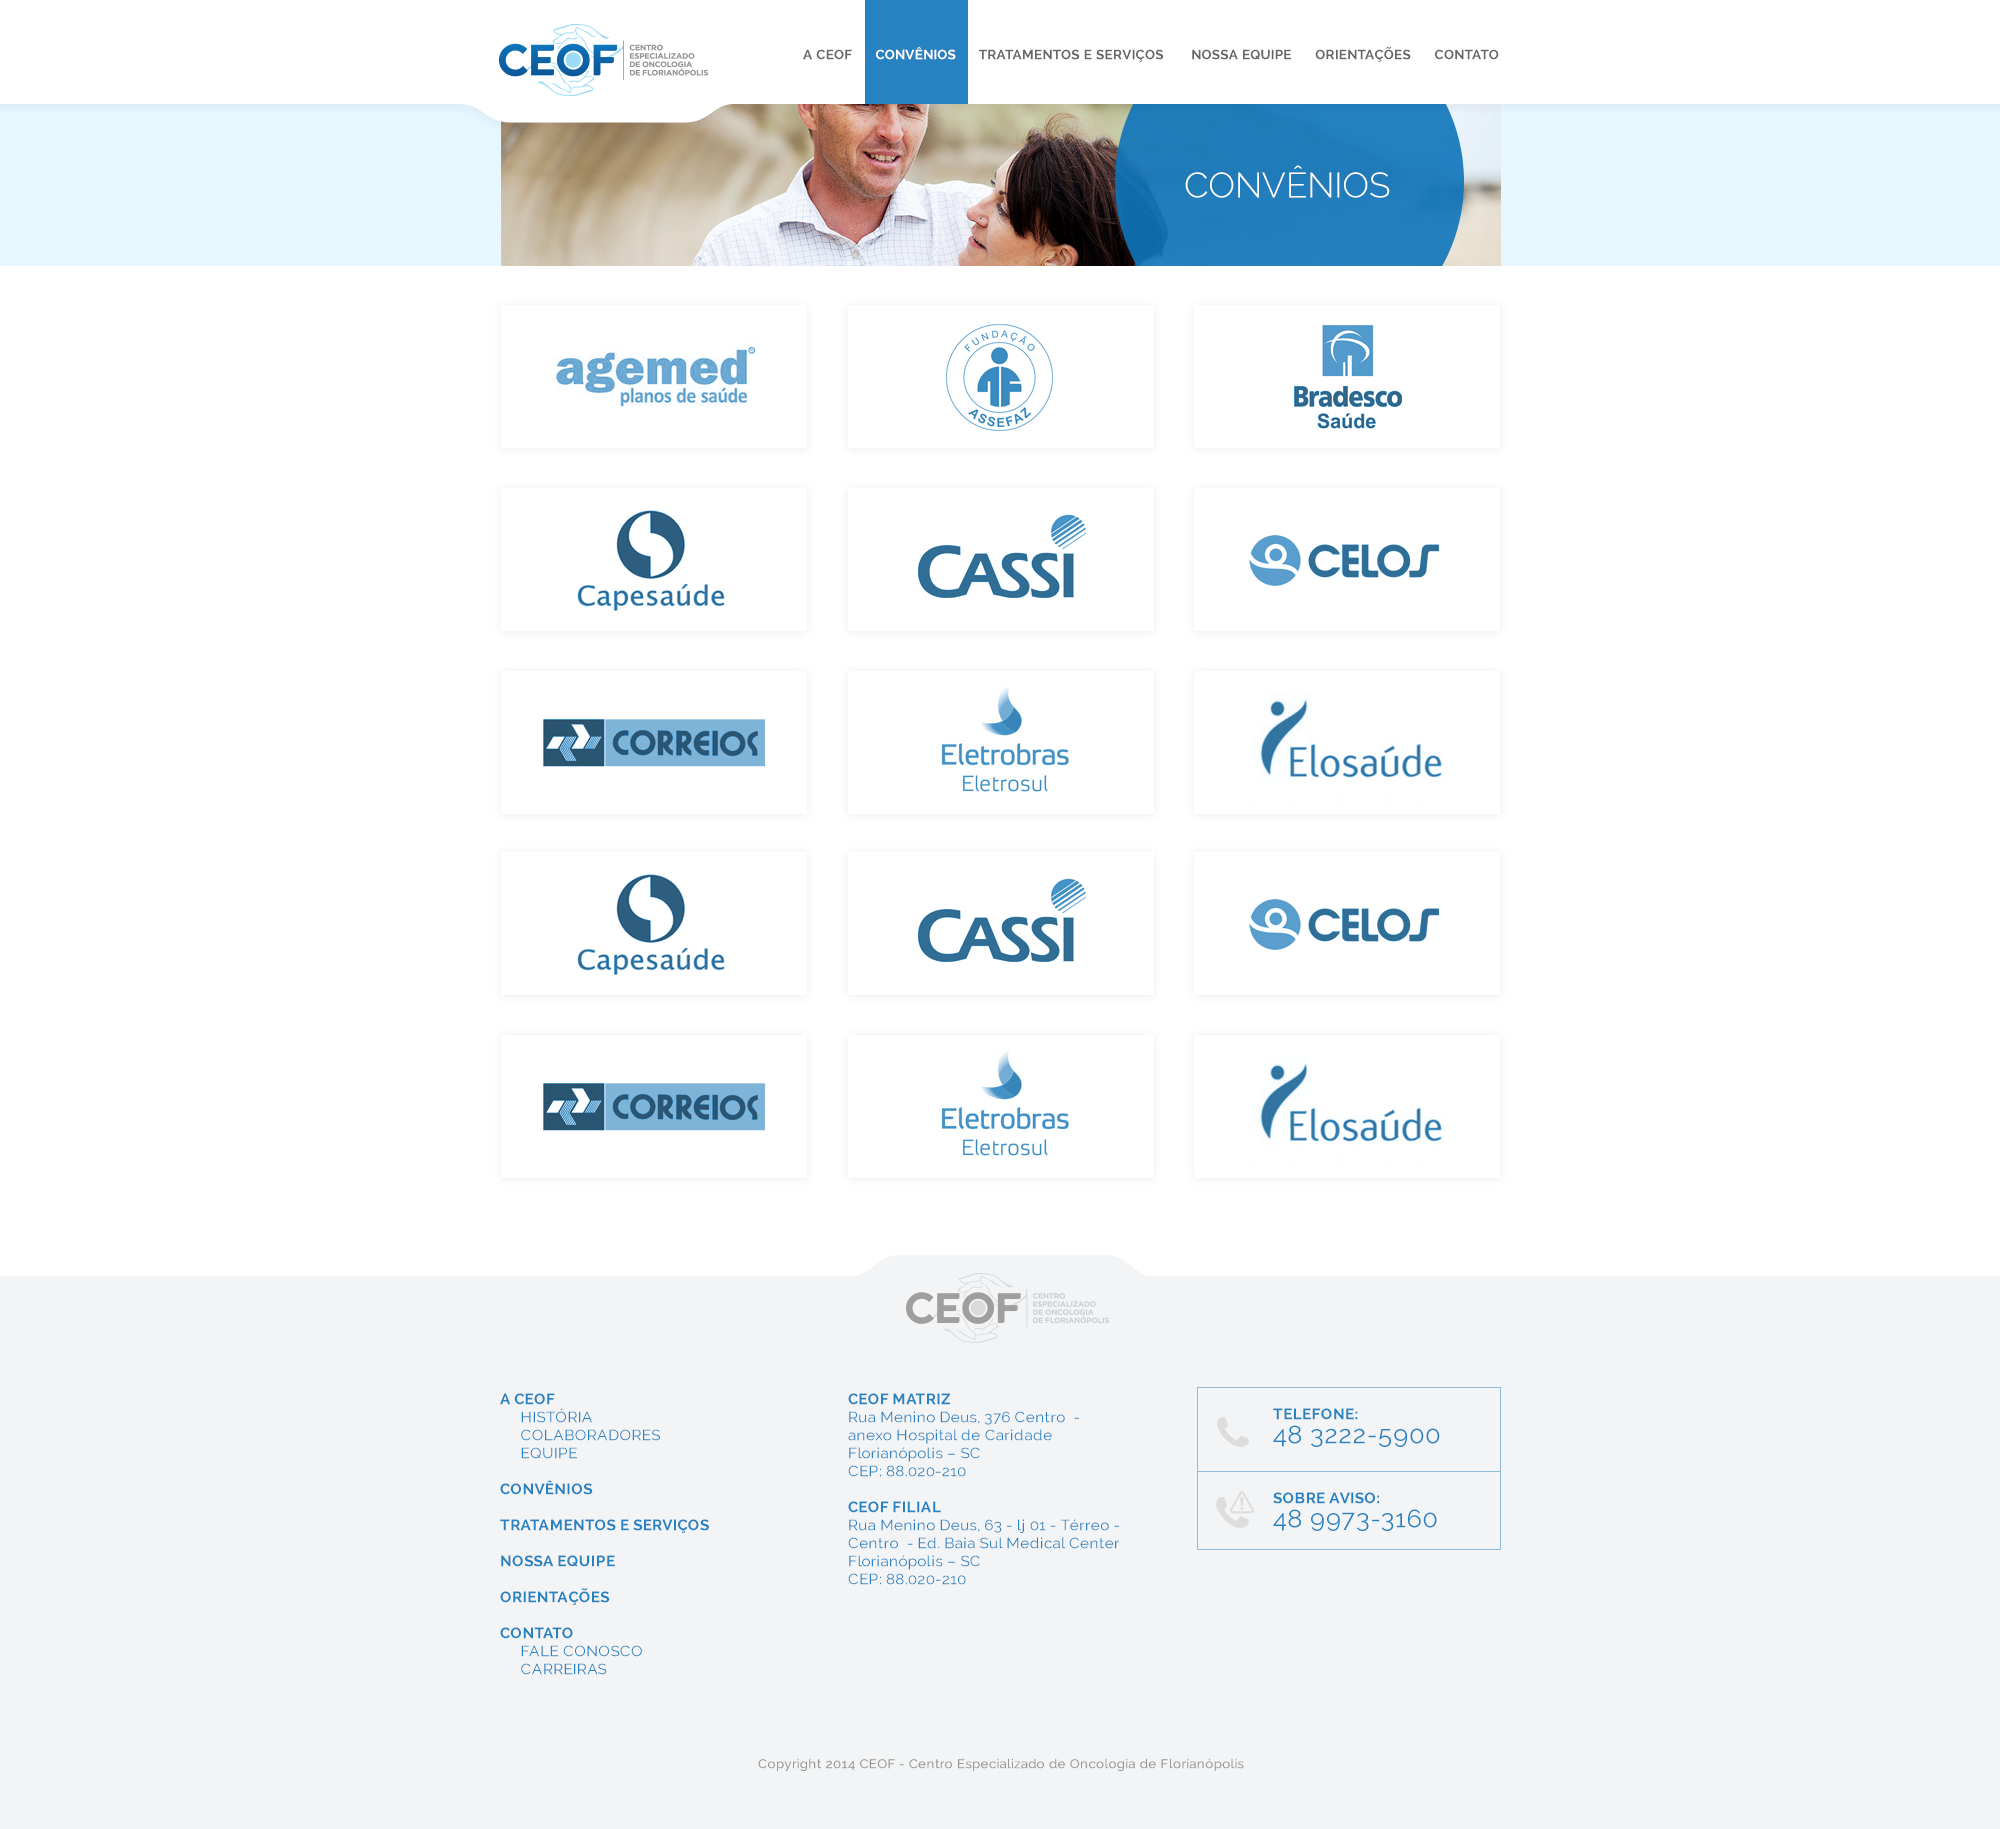 CEOF
CENTRO
ESPECIALIZADO
DE ONCOLOGIA
DE FLORIANÓPOLIS
A CEOF
CONVÊNIOS
TRATAMENTOS E SERVIÇOS
NOSSA EQUIPE
ORIENTAÇÕES
CONTATO
CONVÊNIOS
agemed®
planos de saúde
FUNDAÇÃO
ASSEFAZ
Bradesco
Saúde
Capesaúde
CASSI
CELOS
CORREIOS
Eletrobras
Eletrosul
Elosaúde
Capesaúde
CASSI
CELOS
CORREIOS
Eletrobras
Eletrosul
Elosaúde
CEOF
CENTRO
ESPECIALIZADO
DE ONCOLOGIA
DE FLORIANÓPOLIS
A CEOF
HISTÓRIA
COLABORADORES
EQUIPE
CONVÊNIOS
TRATAMENTOS E SERVIÇOS
NOSSA EQUIPE
ORIENTAÇÕES
CONTATO
FALE CONOSCO
CARREIRAS
CEOF MATRIZ
Rua Menino Deus, 376 Centro  -
anexo Hospital de Caridade
Florianópolis – SC
CEP: 88.020-210
CEOF FILIAL
Rua Menino Deus, 63 - lj 01 - Térreo -
Centro  - Ed. Baia Sul Medical Center
Florianópolis – SC
CEP: 88.020-210
TELEFONE:
48 3222-5900
SOBRE AVISO:
48 9973-3160
Copyright 2014 CEOF - Centro Especializado de Oncologia de Florianópolis